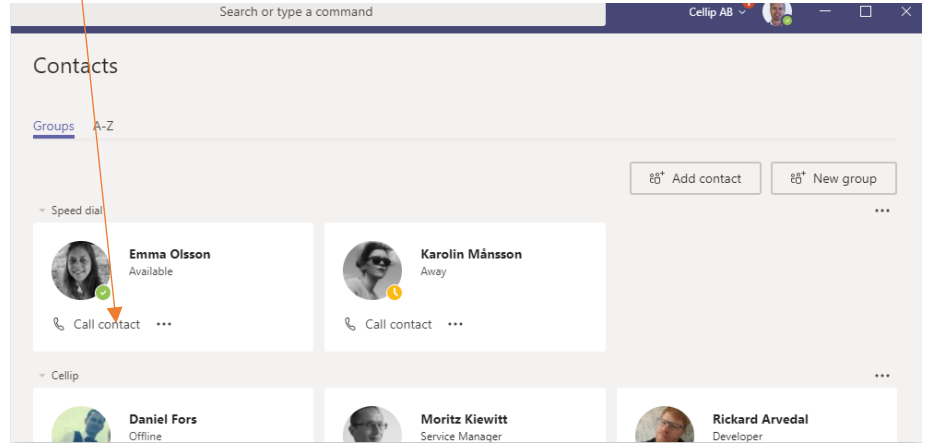 Search or type a command
Cellip AB
Contacts
Groups A-Z
Add contact
New group
Speed dial
Emma Olsson
Available
Call contact
Karolin Månsson
Away
Call contact
Cellip
Daniel Fors
Offline
Moritz Kiewitt
Service Manager
Rickard Arvedal
Developer